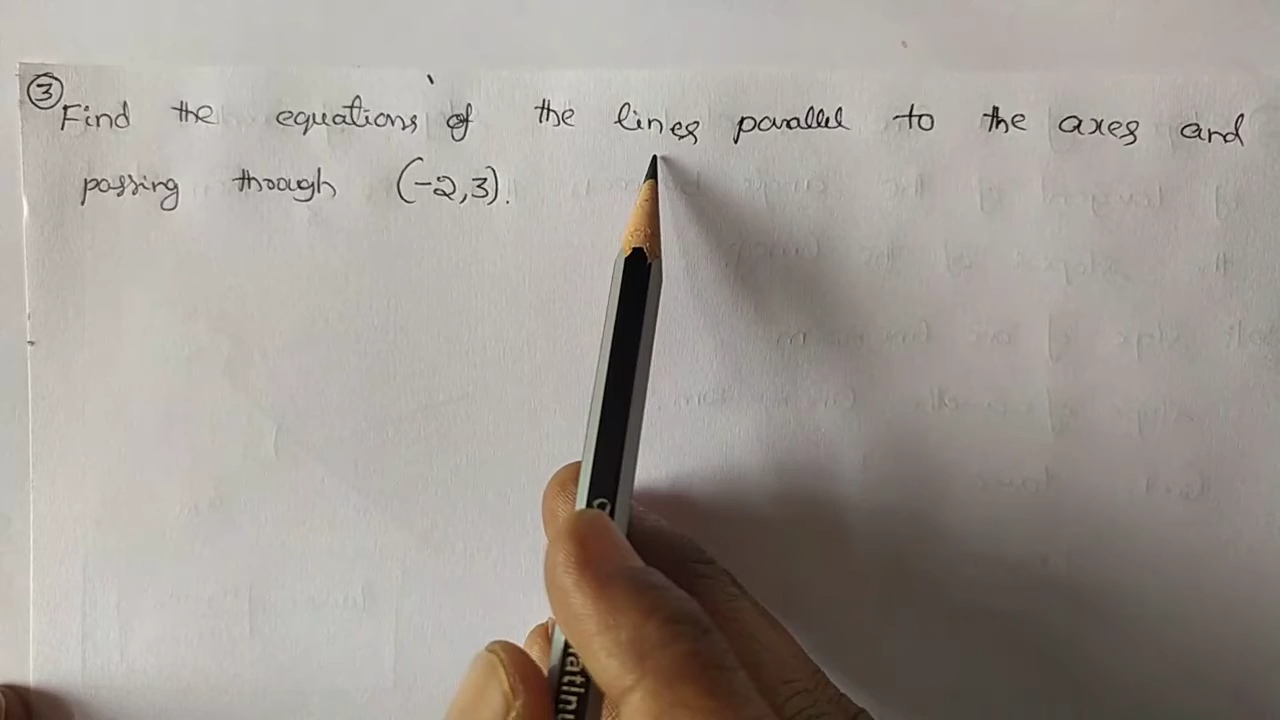 ③ Find the equations of the lines parallel to the axes and
passing through (-2,3).